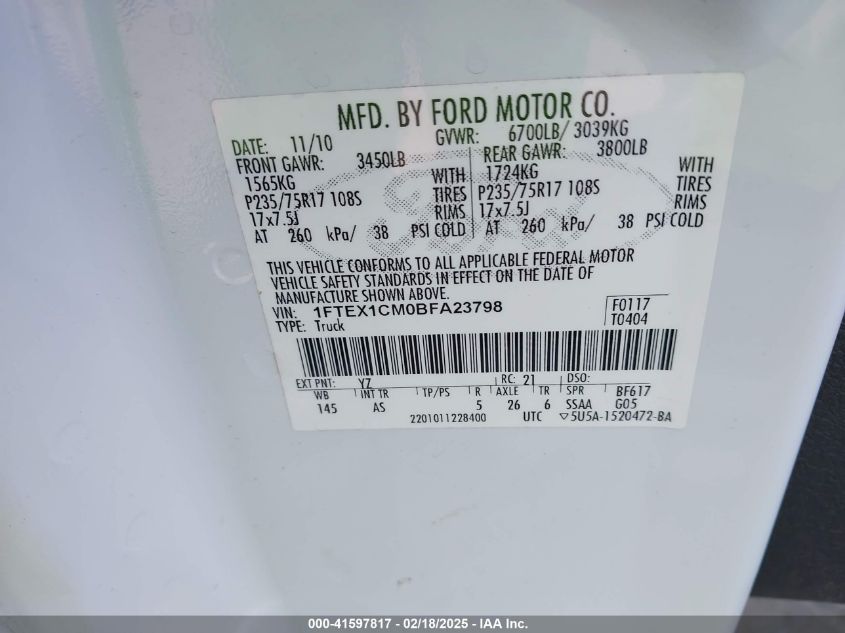 MFD. BY FORD MOTOR CO.
DATE: 11/10 GVWR: 6700LB/ 3039KG
FRONT GAWR: 3450LB REAR GAWR: 3800LB
1565KG WITH 1724KG WITH
P235/75R17 108S TIRES P235/75R17 108S TIRES
17x7.5J RIMS 17x7.5J RIMS
AT 260 kPa/ 38 PSI COLD AT 260 kPa/ 38 PSI COLD
Ford
THIS VEHICLE CONFORMS TO ALL APPLICABLE FEDERAL MOTOR
VEHICLE SAFETY STANDARDS IN EFFECT ON THE DATE OF
MANUFACTURE SHOWN ABOVE.
VIN: 1FTEX1CM0BFA23798 F0117
TYPE: Truck T0404
EXT PNT: YZ RC: 21 DSO:
WB INT TR TP/PS R AXLE TR SPR BF617
145 AS 5 26 6 SSAA G05
2201011228400 UTC ▽5U5A-1520472-BA
000-41597817 - 02/18/2025 - IAA Inc.